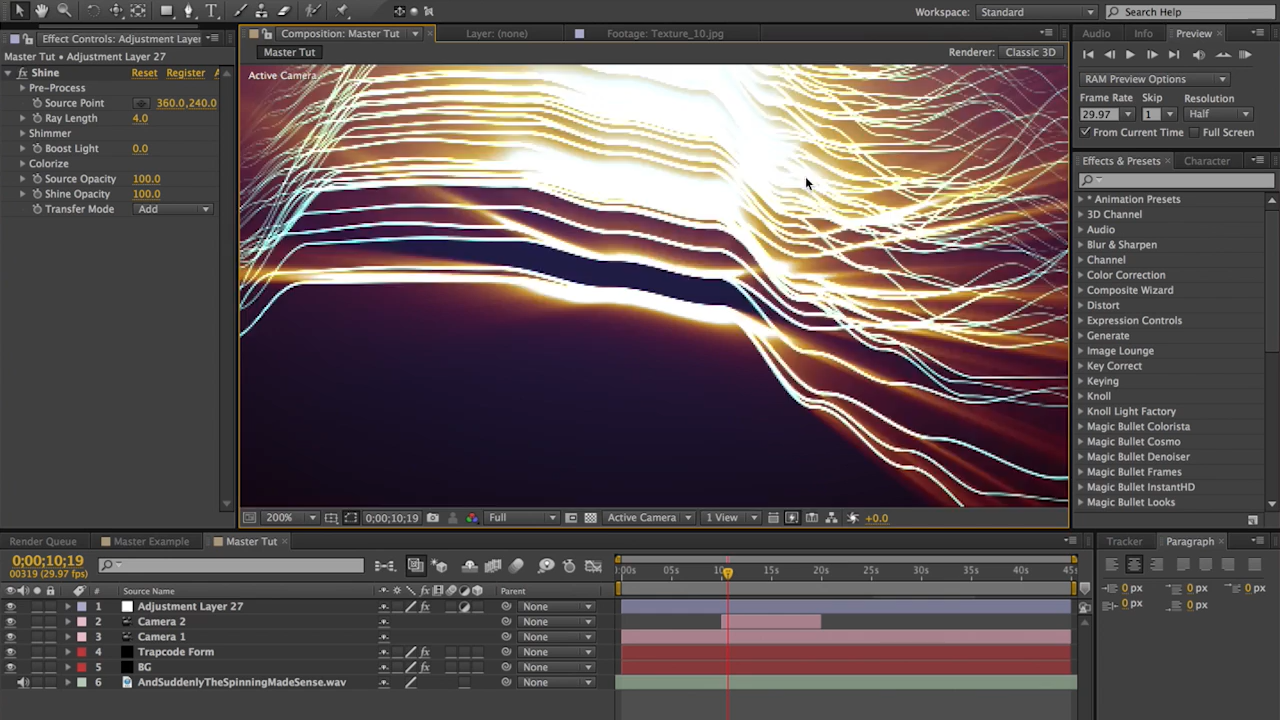 Workspace: Standard
Search Help
Effect Controls: Adjustment Layer
Master Tut • Adjustment Layer 27
Shine Reset Register A
Pre-Process
Source Point 360.0,240.0
Ray Length 4.0
Shimmer
Boost Light 0.0
Colorize
Source Opacity 100.0
Shine Opacity 100.0
Transfer Mode Add
Composition: Master Tut
Layer: (none)
Footage: Texture_10.jpg
Master Tut
Renderer: Classic 3D
Active Camera
200% 0;00;10;19 Full Active Camera 1 View +0.0
Audio Info Preview
RAM Preview Options
Frame Rate Skip Resolution
29.97 1 Half
From Current Time Full Screen
Effects & Presets Character
* Animation Presets
3D Channel
Audio
Blur & Sharpen
Channel
Color Correction
Composite Wizard
Distort
Expression Controls
Generate
Image Lounge
Key Correct
Keying
Knoll
Knoll Light Factory
Magic Bullet Colorista
Magic Bullet Cosmo
Magic Bullet Denoiser
Magic Bullet Frames
Magic Bullet InstantHD
Magic Bullet Looks
Render Queue Master Example Master Tut
0;00;10;19
00319 (29.97 fps)
:00s 05s 10s 15s 20s 25s 30s 35s 40s 45s
# Source Name Parent
1 Adjustment Layer 27 None
2 Camera 2 None
3 Camera 1 None
4 Trapcode Form None
5 BG None
6 AndSuddenlyTheSpinningMadeSense.wav None
Tracker Paragraph
0 px 0 px 0 px
0 px 0 px